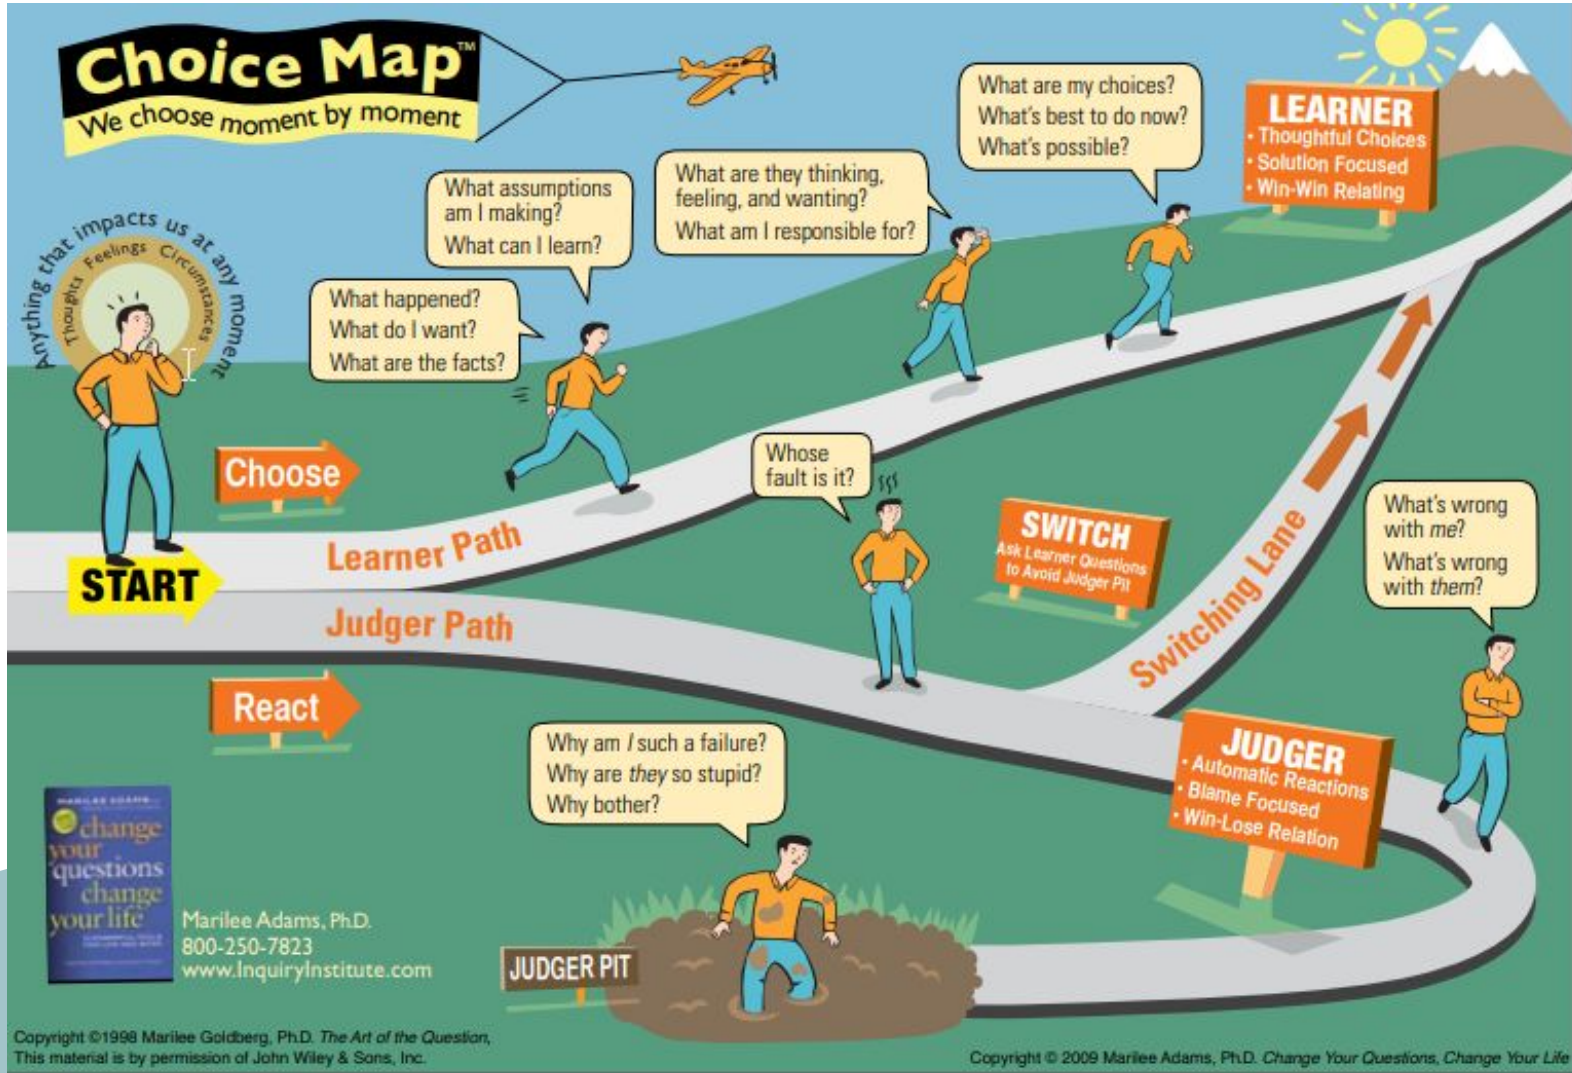 Choice Map™
We choose moment by moment
Anything that impacts us at any moment
Thoughts Feelings Circumstances
What happened?
What do I want?
What are the facts?
What assumptions
am I making?
What can I learn?
What are they thinking,
feeling, and wanting?
What am I responsible for?
What are my choices?
What's best to do now?
What's possible?
LEARNER
• Thoughtful Choices
• Solution Focused
• Win-Win Relating
Choose
START
Learner Path
Judger Path
React
Whose
fault is it?
SWITCH
Ask Learner Questions
to Avoid Judger Pit
Switching Lane
What's wrong
with me?
What's wrong
with them?
JUDGER
• Automatic Reactions
• Blame Focused
• Win-Lose Relation
Why am I such a failure?
Why are they so stupid?
Why bother?
JUDGER PIT
MARILEE ADAMS
change
your
questions
change
your life
Marilee Adams, Ph.D.
800-250-7823
www.InquiryInstitute.com
Copyright ©1998 Marilee Goldberg, Ph.D. The Art of the Question,
This material is by permission of John Wiley & Sons, Inc.
Copyright © 2009 Marilee Adams, Ph.D. Change Your Questions, Change Your Life